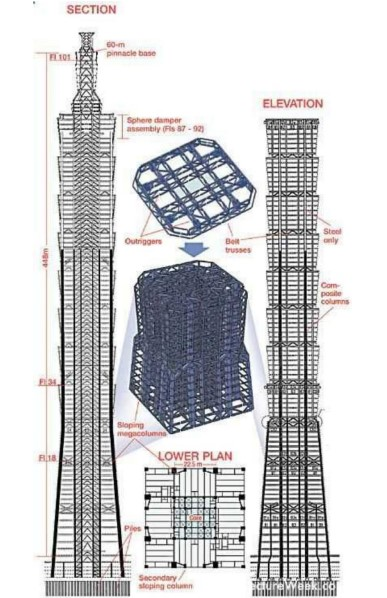 SECTION
60-m
pinnacle base
Fl 101
ELEVATION
Sphere damper
assembly (Fls 87 - 92)
Steel
only
Outriggers
Belt
trusses
448m
Com-
posite
columns
Fl 34
Sloping
megacolumns
LOWER PLAN
22.5 m
Fl 18
Core
Piles
Secondary
sloping column